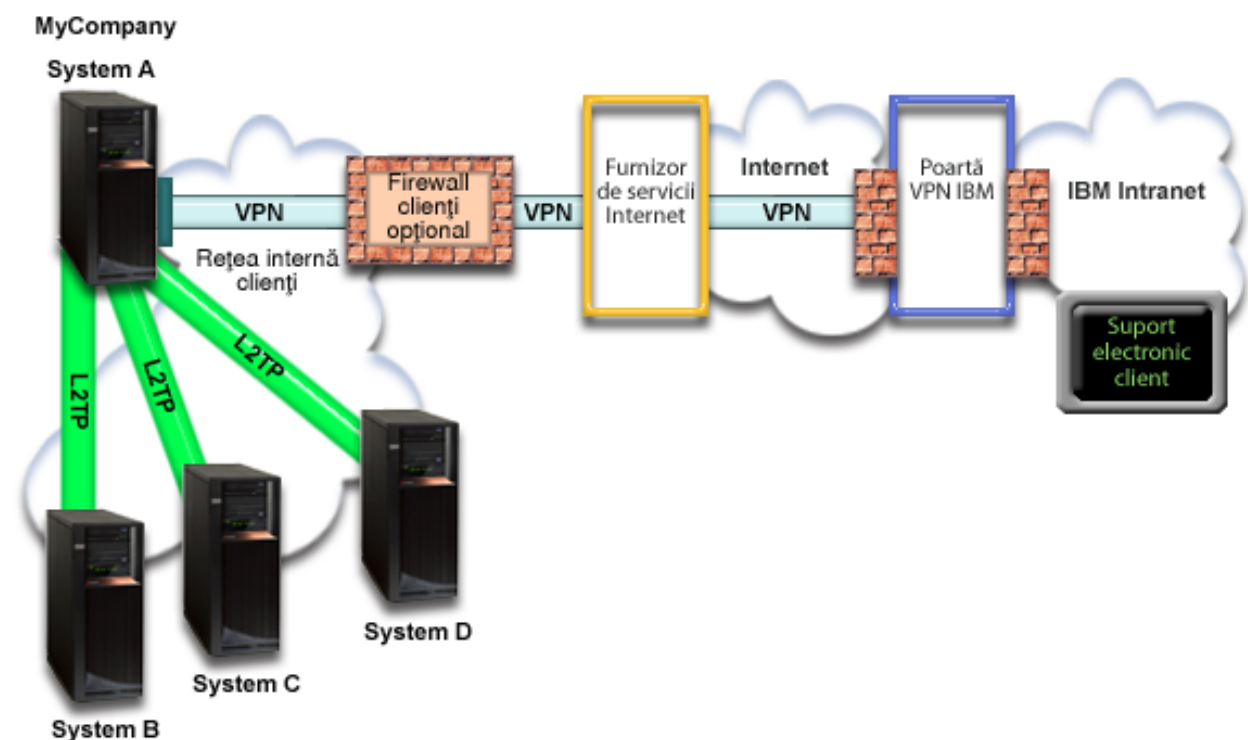 MyCompany
System A
VPN
Reţea internă
clienţi
Firewall
clienţi
opţional
VPN
Furnizor
de servicii
Internet
Internet
VPN
Poartă
VPN IBM
IBM Intranet
Suport
electronic
client
L2TP
L2TP
L2TP
System D
System C
System B